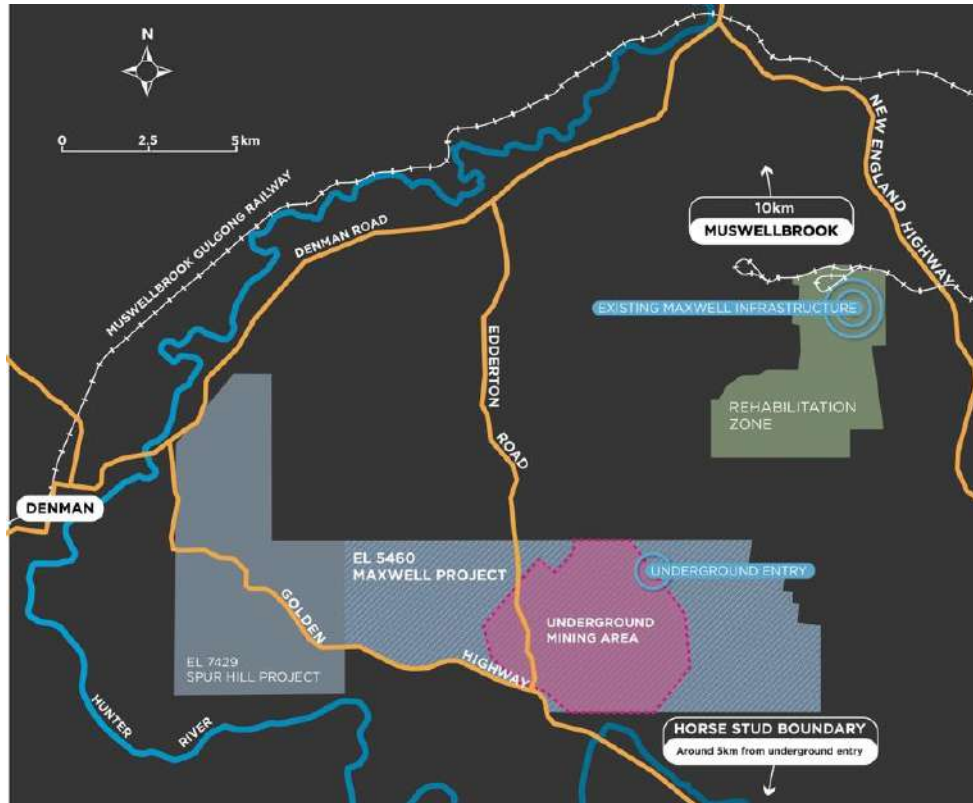 N
0 2.5 5km
MUSWELLBROOK GULGONG RAILWAY
DENMAN ROAD
NEW ENGLAND HIGHWAY
10km
MUSWELLBROOK
EXISTING MAXWELL INFRASTRUCTURE
EDDERTON ROAD
REHABILITATION
ZONE
DENMAN
EL 5460
MAXWELL PROJECT
UNDERGROUND ENTRY
GOLDEN HIGHWAY
UNDERGROUND
MINING AREA
EL 7429
SPUR HILL PROJECT
HUNTER RIVER
HORSE STUD BOUNDARY
Around 5km from underground entry